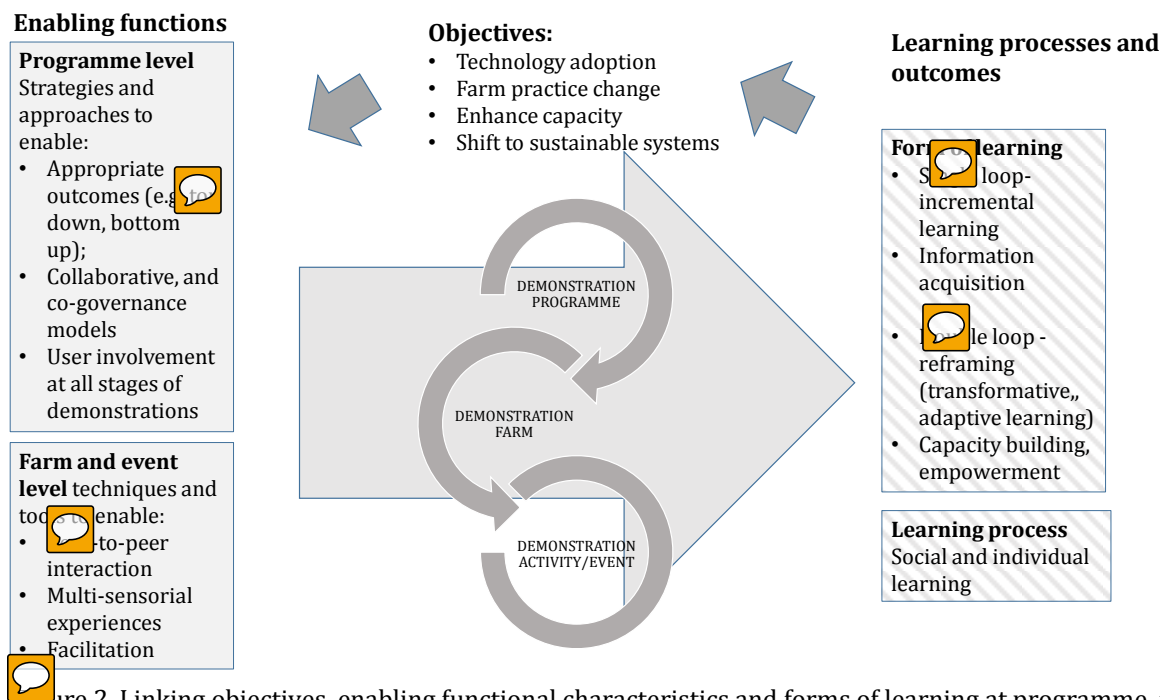 Enabling functions
Programme level
Strategies and
approaches to
enable:
• Appropriate
outcomes (e.g.
down, bottom
up);
• Collaborative, and
co-governance
models
• User involvement
at all stages of
demonstrations
Farm and event
level techniques and
enable:
• -to-peer
interaction
• Multi-sensorial
experiences
• Facilitation
Objectives:
• Technology adoption
• Farm practice change
• Enhance capacity
• Shift to sustainable systems
DEMONSTRATION
PROGRAMME
DEMONSTRATION
FARM
DEMONSTRATION
ACTIVITY/EVENT
Learning processes and
outcomes
learning
• loop-
incremental
learning
• Information
acquisition
• loop -
reframing
(transformative,,
adaptive learning)
• Capacity building,
empowerment
Learning process
Social and individual
learning
2. Linking objectives, enabling functional characteristics and forms of learning at programme,